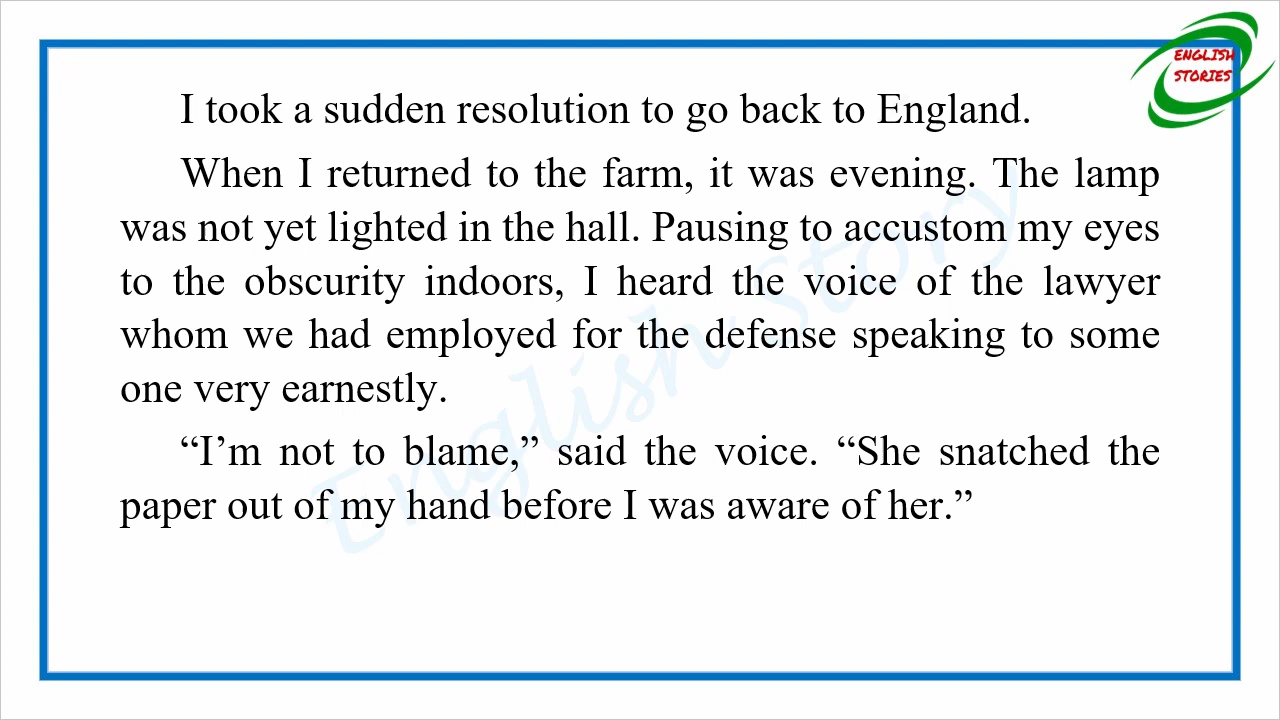 ENGLISH
STORIES
I took a sudden resolution to go back to England.
When I returned to the farm, it was evening. The lamp
was not yet lighted in the hall. Pausing to accustom my eyes
to the obscurity indoors, I heard the voice of the lawyer
whom we had employed for the defense speaking to some
one very earnestly.
“I’m not to blame,” said the voice. “She snatched the
paper out of my hand before I was aware of her.”
English Story